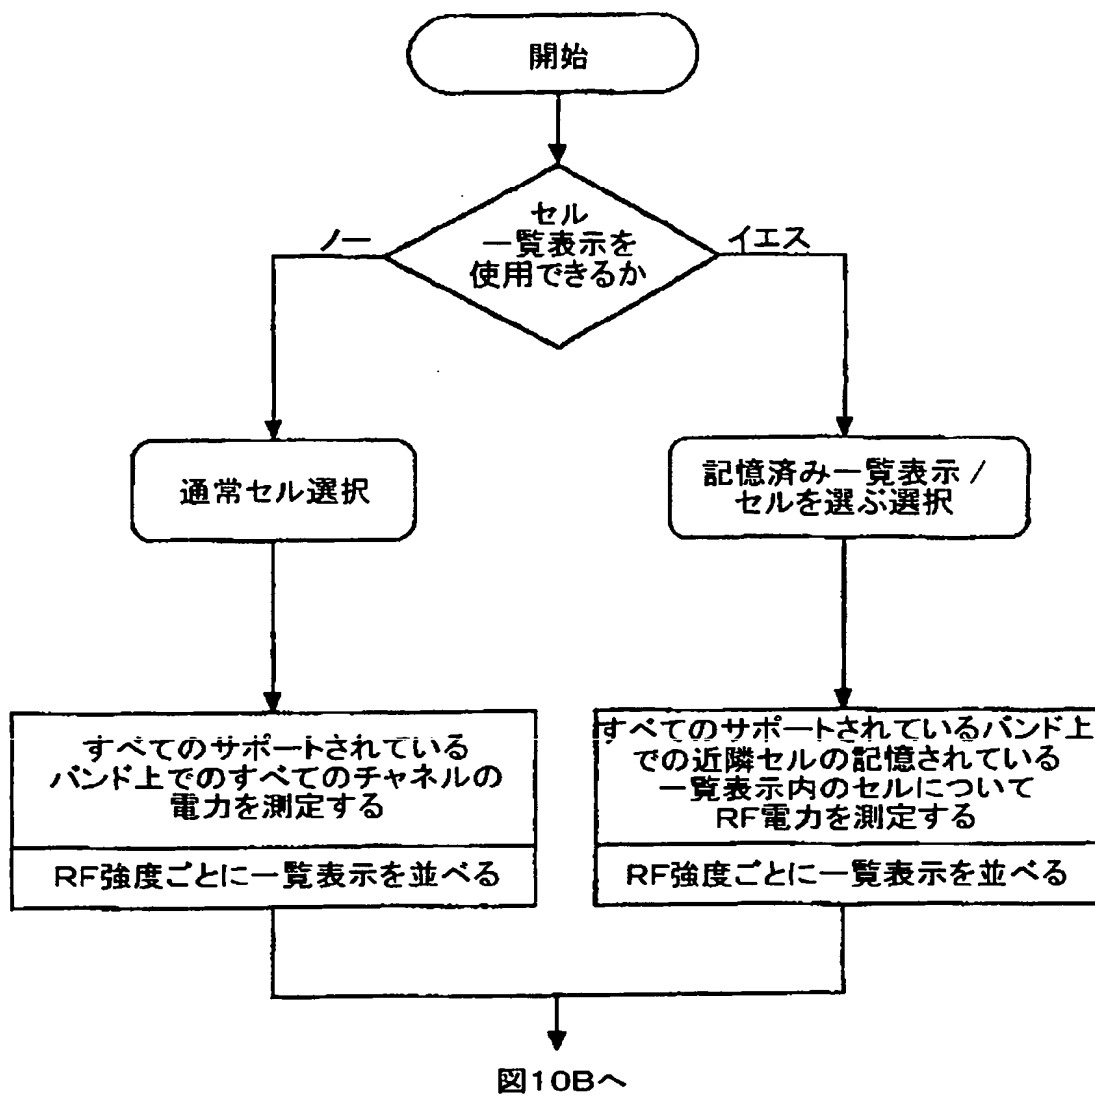 開始
セル
一覧表示を
使用できるか
ノー
イエス
通常セル選択
記憶済み一覧表示/
セルを選ぶ選択
すべてのサポートされている
バンド上でのすべてのチャネルの
電力を測定する
RF強度ごとに一覧表示を並べる
すべてのサポートされているバンド上
での近隣セルの記憶されている
一覧表示内のセルについて
RF電力を測定する
RF強度ごとに一覧表示を並べる
図10Bへ